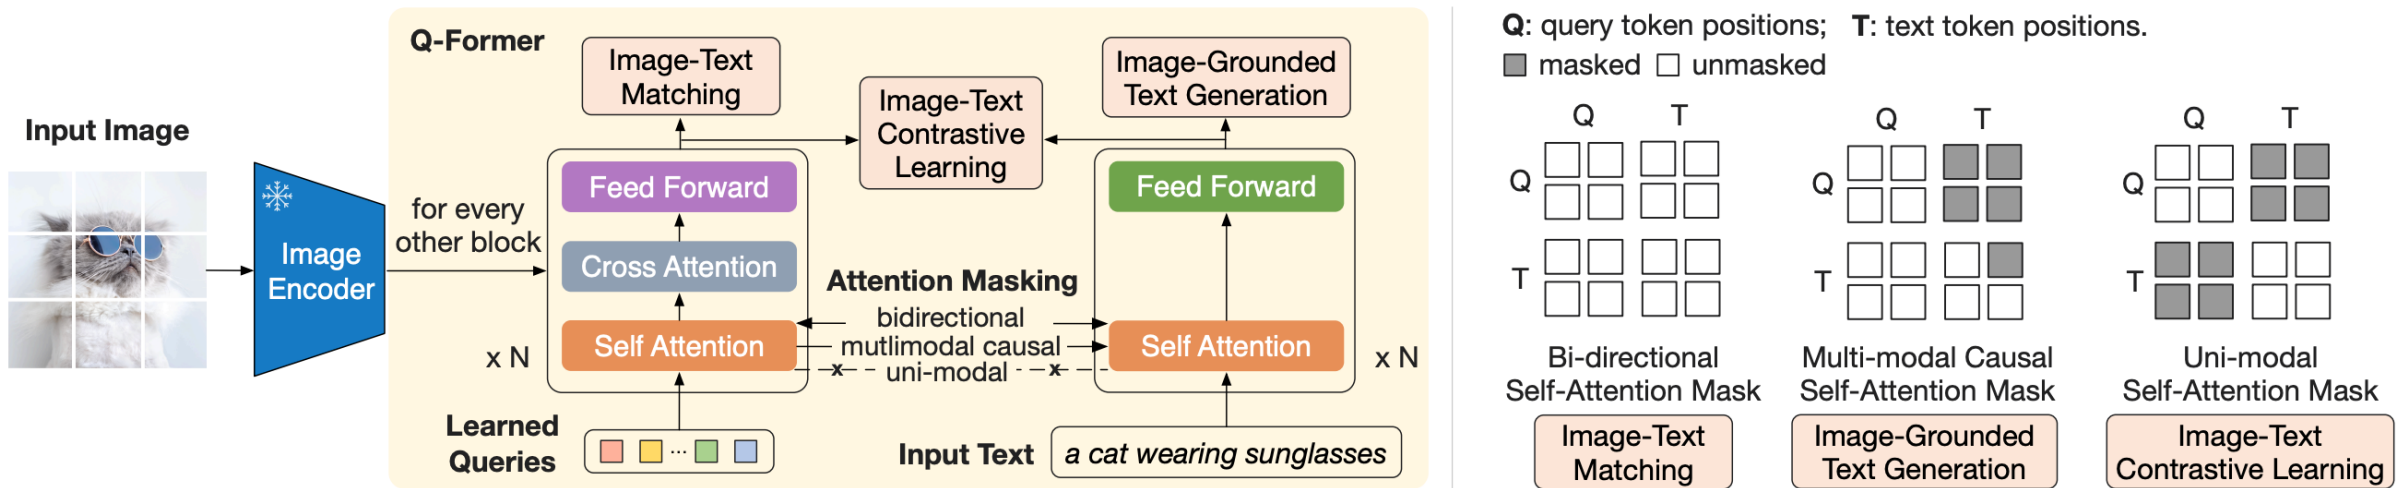 Input Image
Image
Encoder
for every
other block
Q-Former
Image-Text
Matching
Image-Text
Contrastive
Learning
Image-Grounded
Text Generation
Feed Forward
Cross Attention
Self Attention
x N
Attention Masking
bidirectional
mutlimodal causal
x uni-modal x
Feed Forward
Self Attention
x N
Learned
Queries
...
Input Text
a cat wearing sunglasses
Q: query token positions; T: text token positions.
masked unmasked
Q T
Q
T
Bi-directional
Self-Attention Mask
Image-Text
Matching
Q T
Q
T
Multi-modal Causal
Self-Attention Mask
Image-Grounded
Text Generation
Q T
Q
T
Uni-modal
Self-Attention Mask
Image-Text
Contrastive Learning